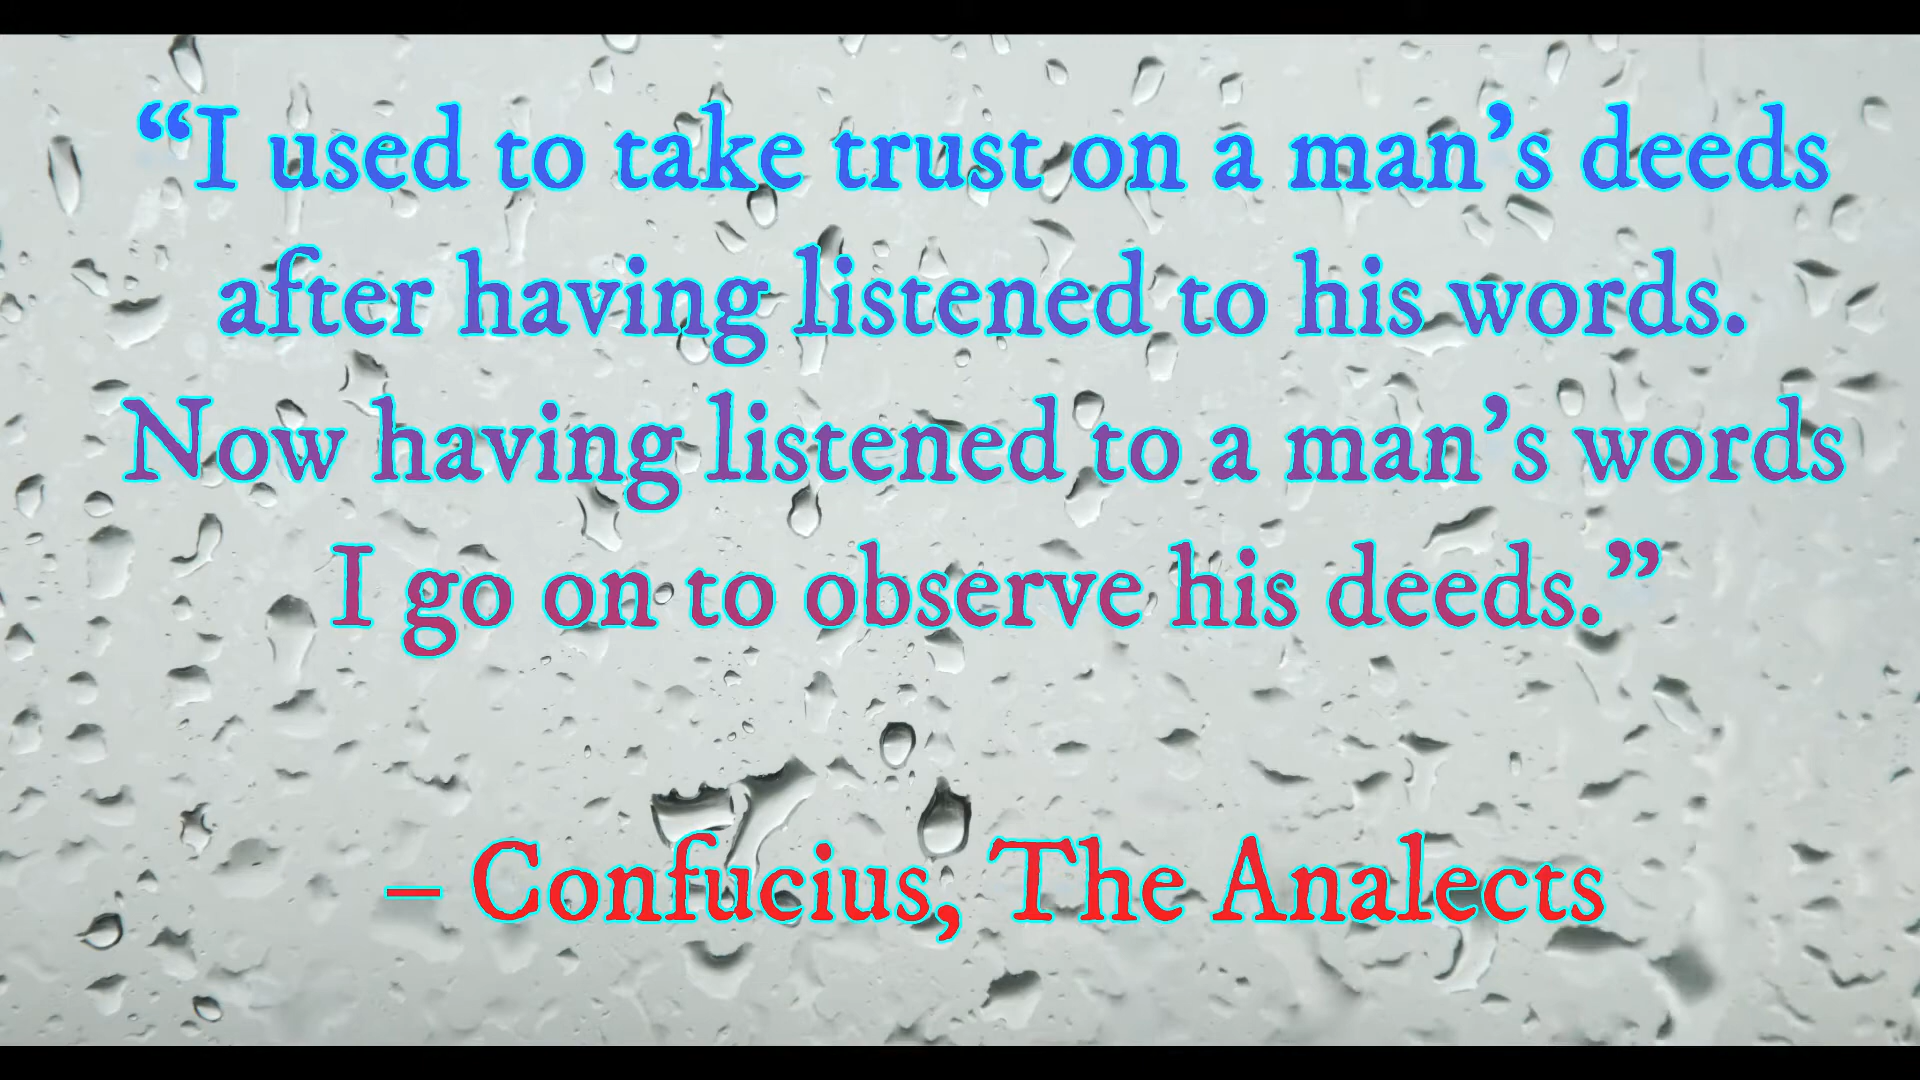 “I used to take trust on a man’s deeds
after having listened to his words.
Now having listened to a man’s words
I go on to observe his deeds.”
– Confucius, The Analects